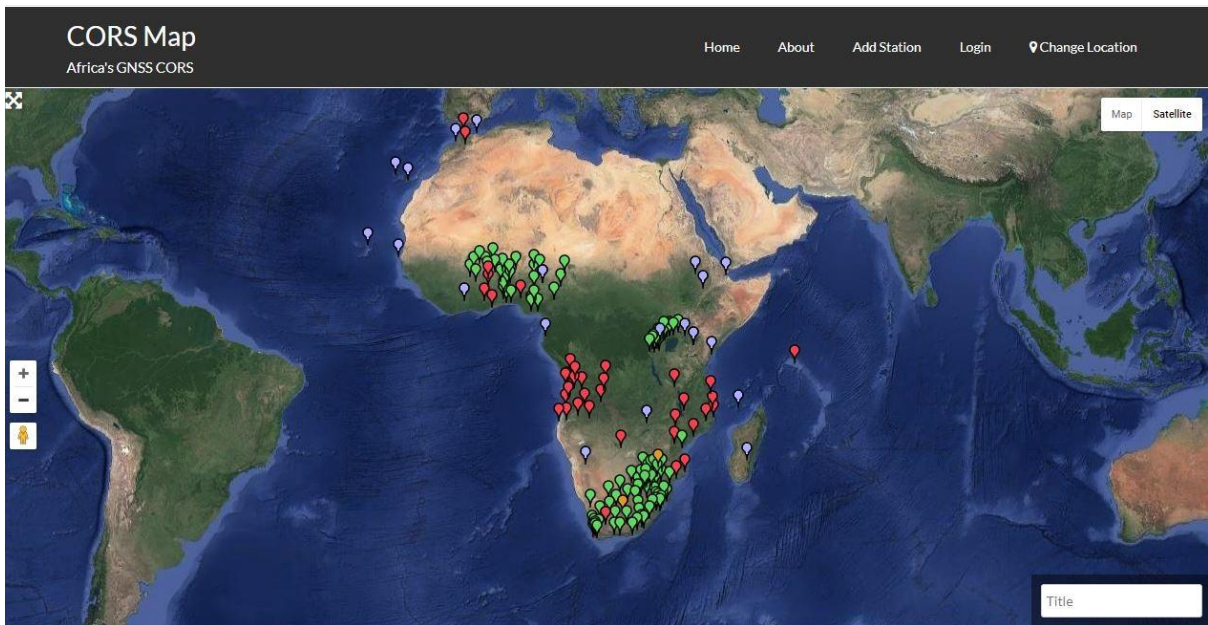 CORS Map
Africa's GNSS CORS
Home About Add Station Login Change Location
Map Satellite
+
−
Title